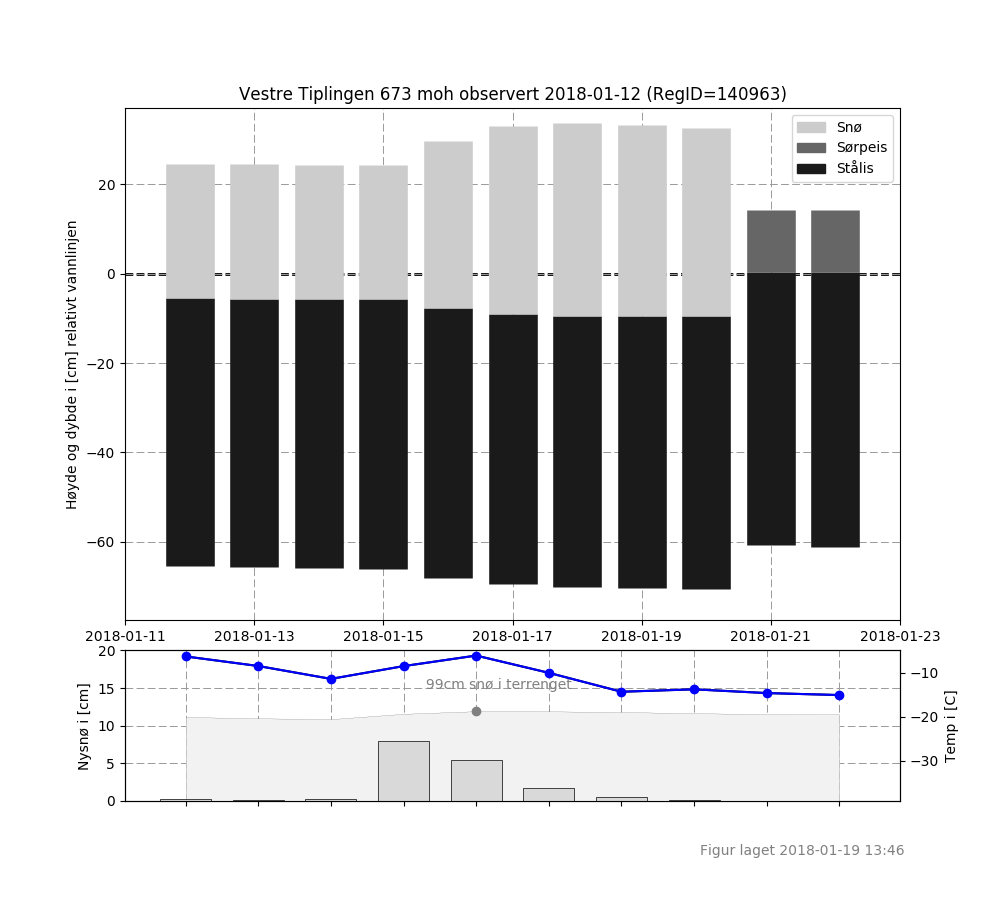 Vestre Tiplingen 673 moh observert 2018-01-12 (RegID=140963)
Snø
Sørpeis
Stålis
Høyde og dybde i [cm] relativt vannlinjen
20
0
−20
−40
−60
2018-01-11 2018-01-13 2018-01-15 2018-01-17 2018-01-19 2018-01-21 2018-01-23
Nysnø i [cm]
20
15
10
5
0
99cm snø i terrenget
−10
−20
−30
Temp i [C]
Figur laget 2018-01-19 13:46